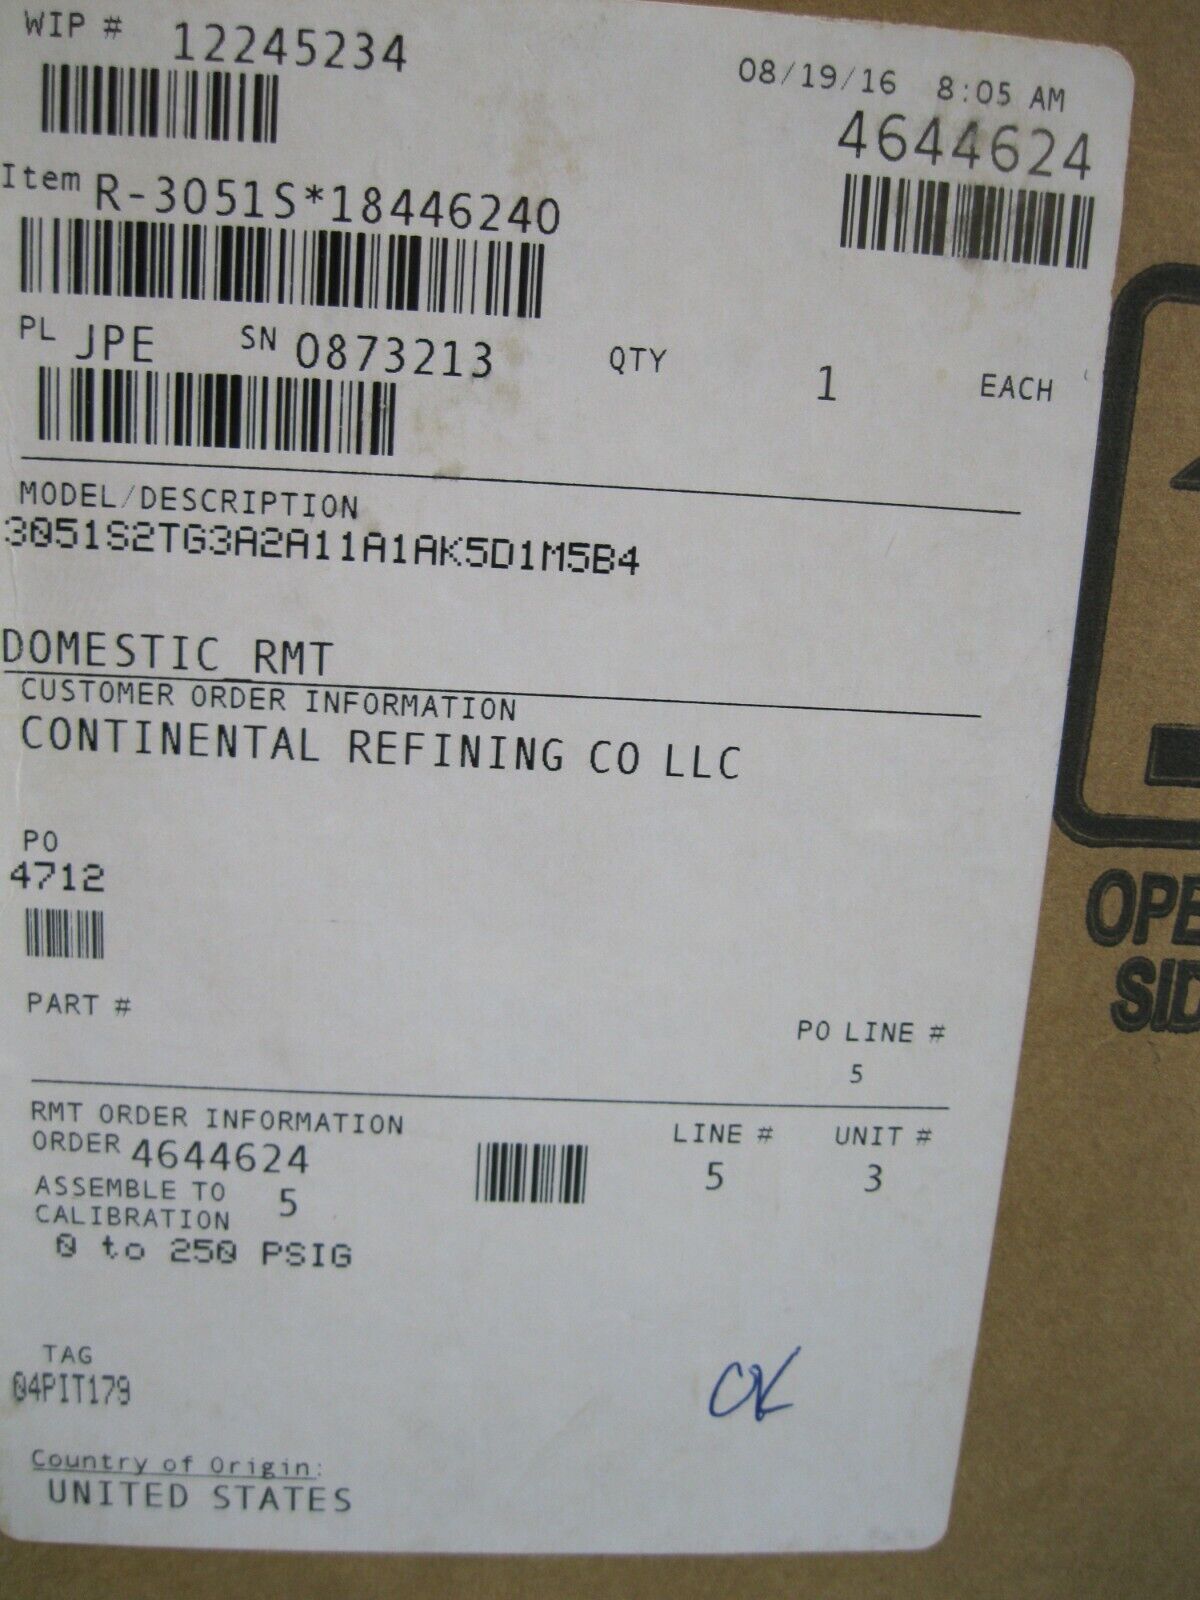 WIP # 12245234
08/19/16 8:05 AM
4644624
Item R-3051S*18446240
PL JPE SN 0873213 QTY 1 EACH
MODEL/DESCRIPTION
3051S2TG3A2A11A1AK5D1M5B4
DOMESTIC RMT
CUSTOMER ORDER INFORMATION
CONTINENTAL REFINING CO LLC
PO
4712
PART #
PO LINE #
5
RMT ORDER INFORMATION
ORDER 4644624
LINE # UNIT #
5 3
ASSEMBLE TO 5
CALIBRATION
0 to 250 PSIG
TAG
04PIT179
OK
Country of Origin:
UNITED STATES
OPE
SID